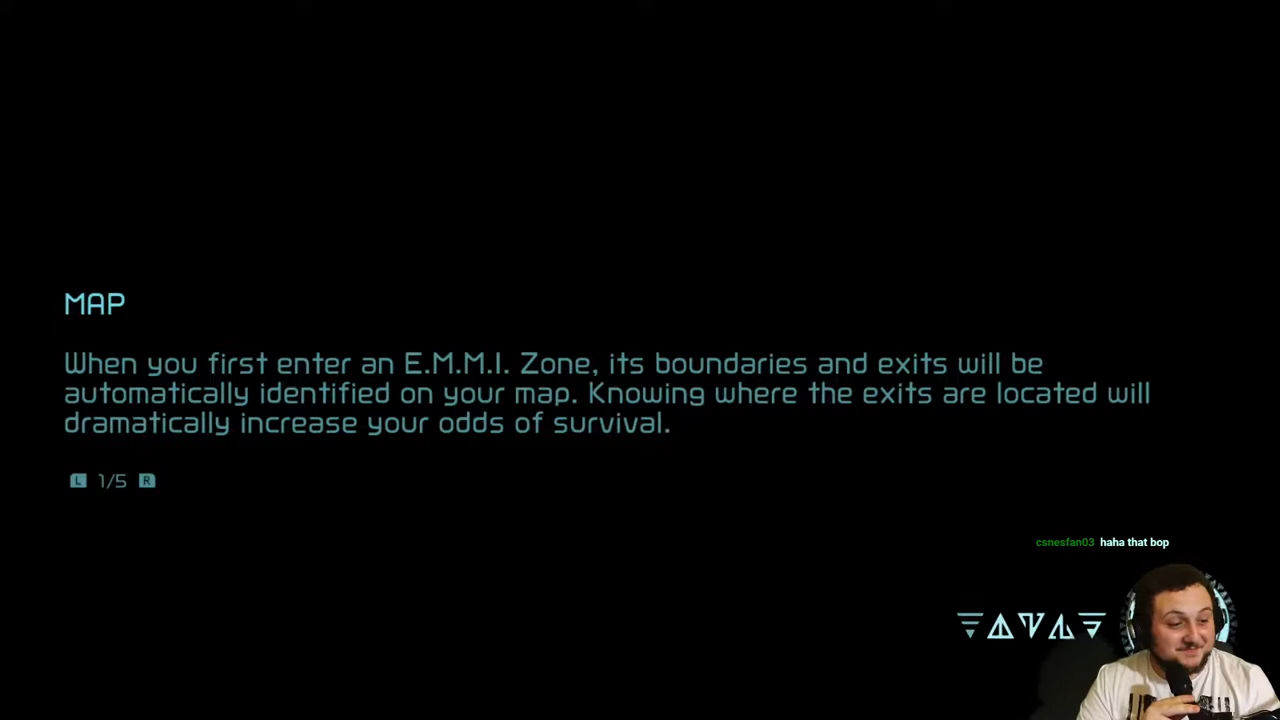 MAP
When you first enter an E.M.M.I. Zone, its boundaries and exits will be
automatically identified on your map. Knowing where the exits are located will
dramatically increase your odds of survival.
L 1/5 R
csnesfan03 haha that bop